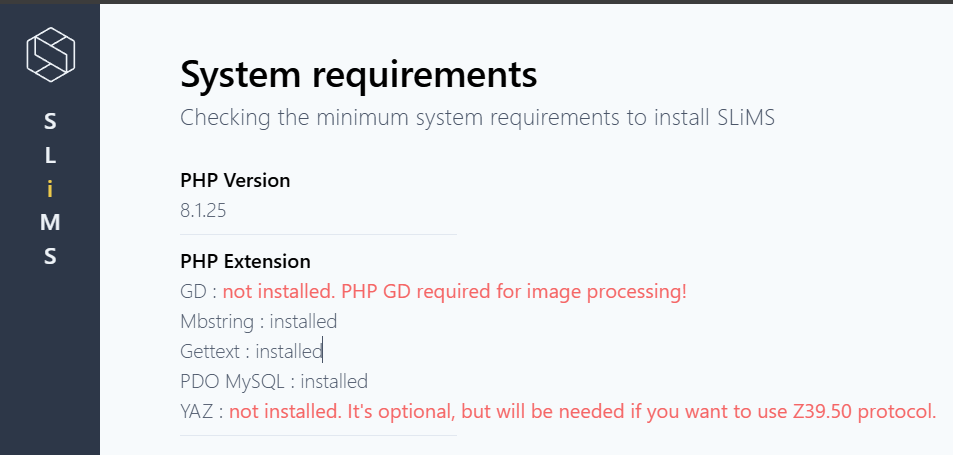 S
L
i
M
S
System requirements
Checking the minimum system requirements to install SLiMS
PHP Version
8.1.25
PHP Extension
GD : not installed. PHP GD required for image processing!
Mbstring : installed
Gettext : installed
PDO MySQL : installed
YAZ : not installed. It's optional, but will be needed if you want to use Z39.50 protocol.